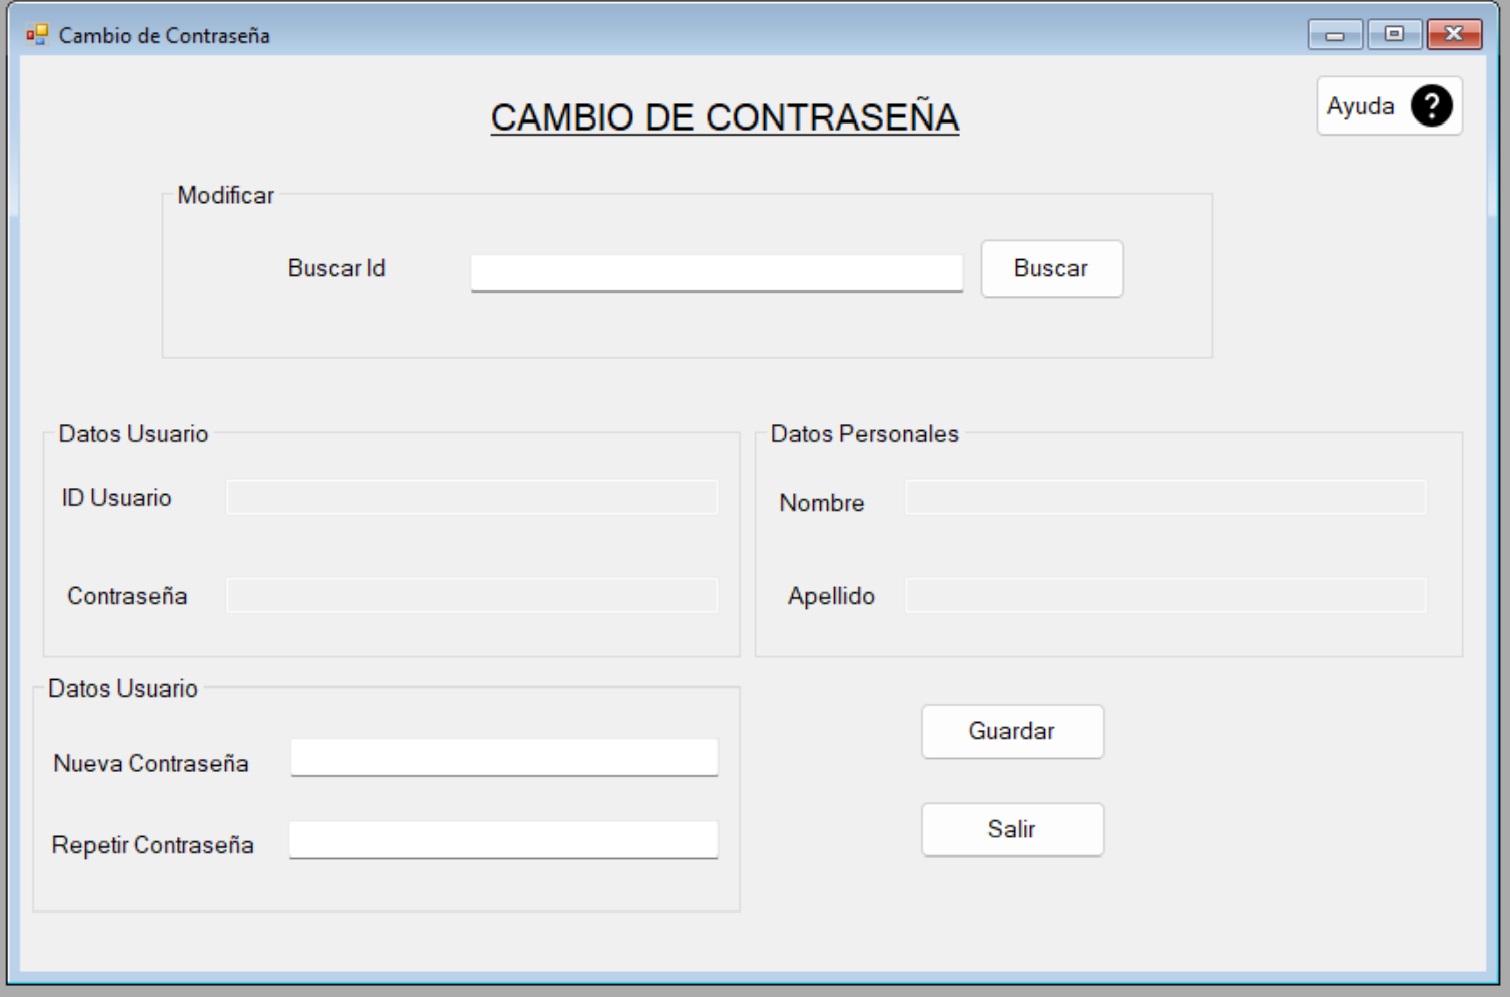 Cambio de Contraseña
CAMBIO DE CONTRASEÑA
Ayuda ?
Modificar
Buscar Id
Buscar
Datos Usuario
ID Usuario
Contraseña
Datos Personales
Nombre
Apellido
Datos Usuario
Nueva Contraseña
Repetir Contraseña
Guardar
Salir